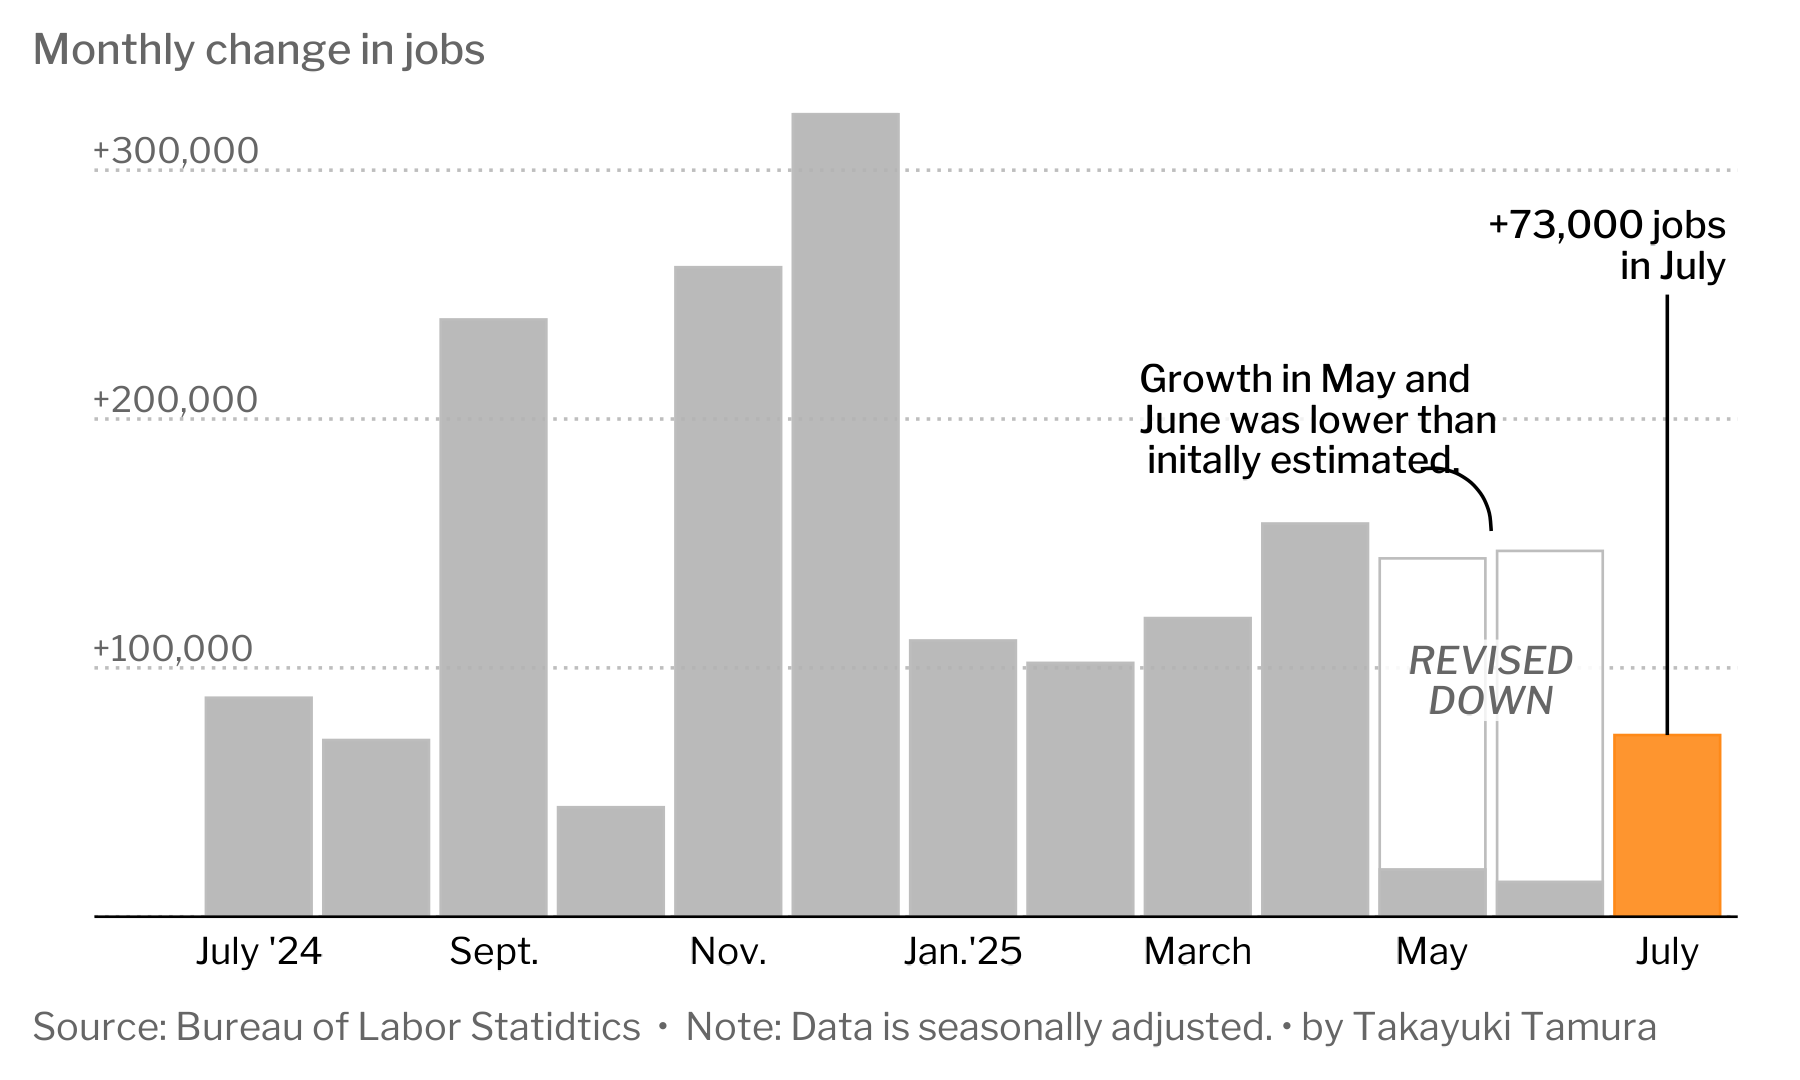 Monthly change in jobs
+300,000
+73,000 jobs
in July
+200,000
Growth in May and
June was lower than
initally estimated.
+100,000
REVISED
DOWN
July '24 Sept. Nov. Jan.'25 March May July
Source: Bureau of Labor Statidtics • Note: Data is seasonally adjusted. • by Takayuki Tamura